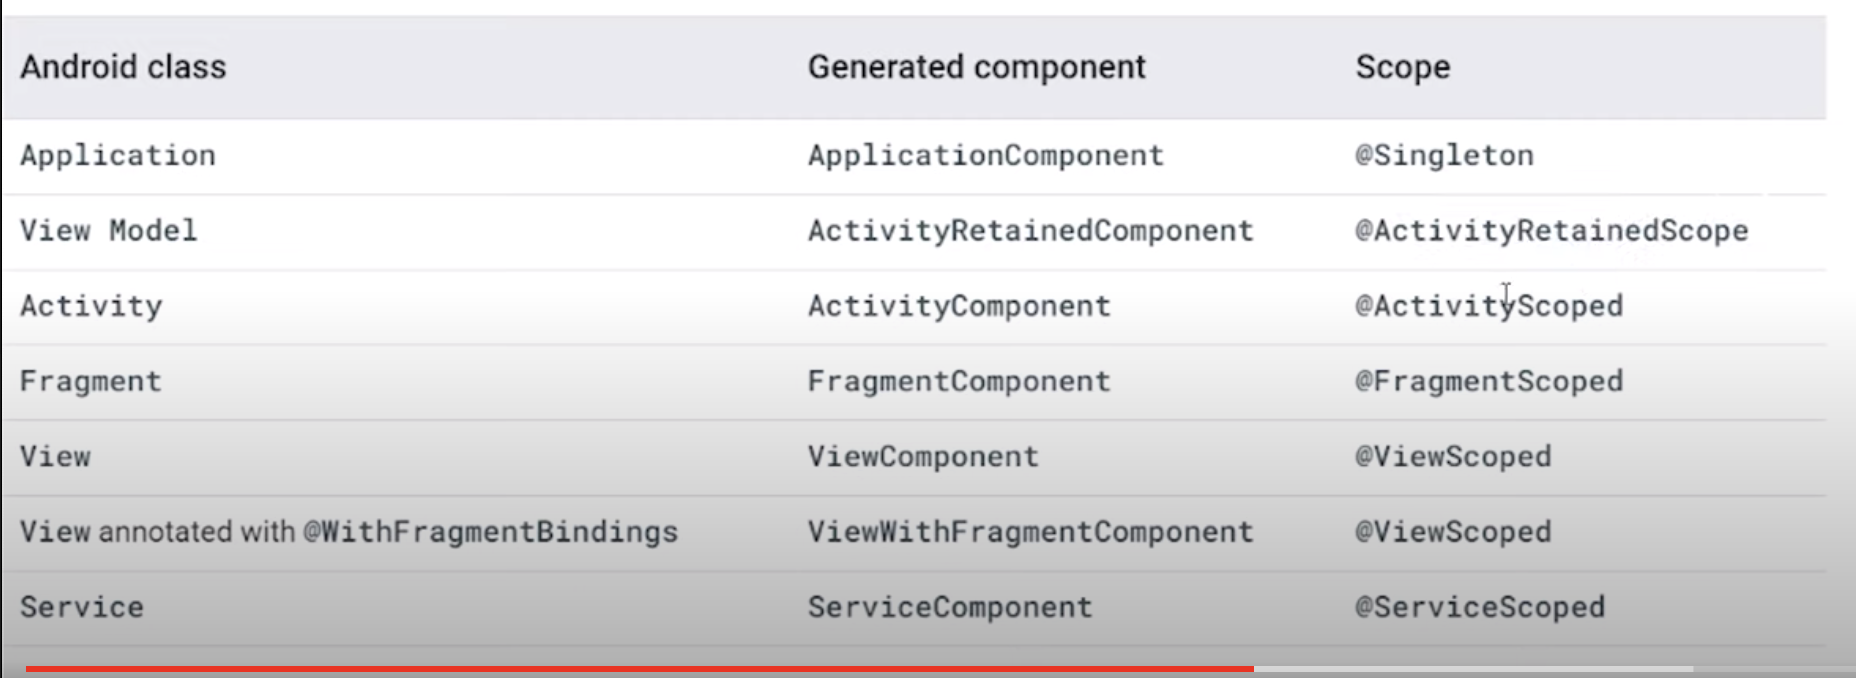 Android class Generated component Scope
Application ApplicationComponent @Singleton
View Model ActivityRetainedComponent @ActivityRetainedScope
Activity ActivityComponent @ActivityScoped
Fragment FragmentComponent @FragmentScoped
View ViewComponent @ViewScoped
View annotated with @WithFragmentBindings ViewWithFragmentComponent @ViewScoped
Service ServiceComponent @ServiceScoped